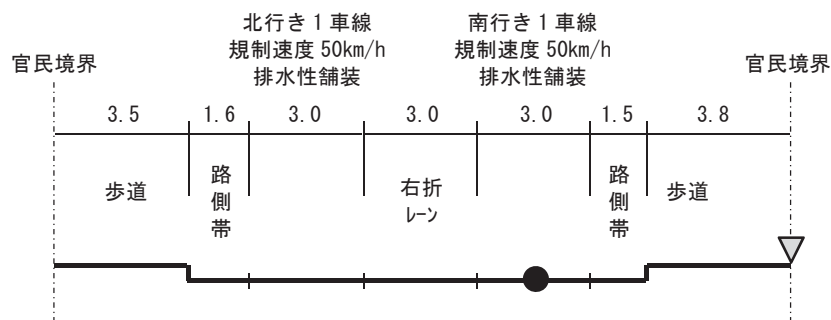 北行き1車線
規制速度 50km/h
排水性舗装
南行き1車線
規制速度 50km/h
排水性舗装
官民境界
官民境界
3.5 1.6 3.0 3.0 3.0 1.5 3.8
歩道
路側帯
右折
レーン
路側帯
歩道